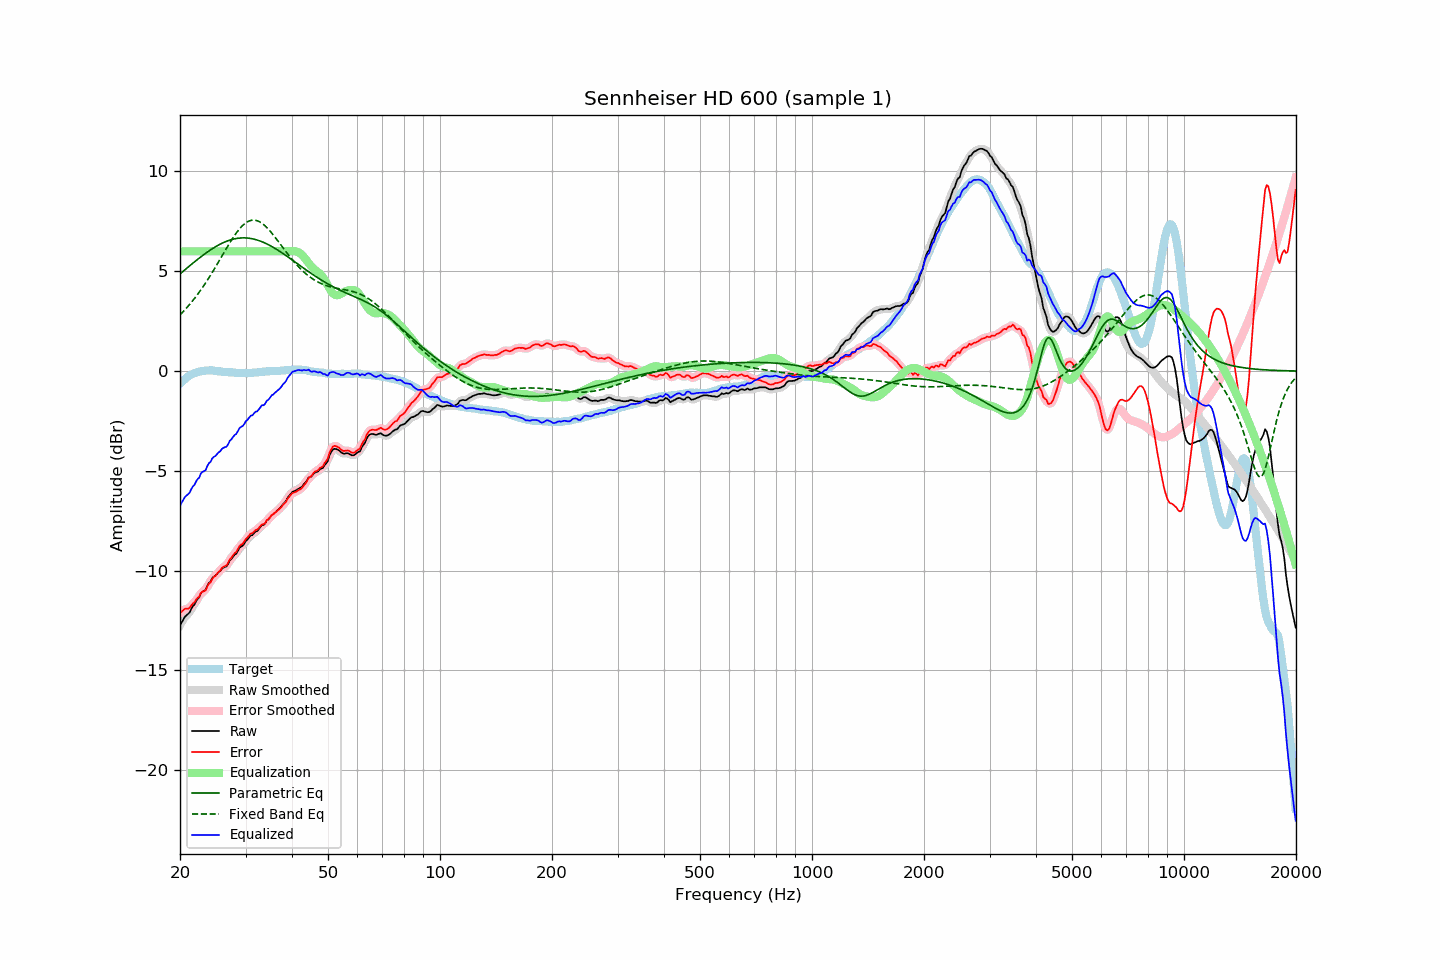 Sennheiser HD 600 (sample 1)
10
5
0
−5
−10
−15
−20
Amplitude (dBr)
Target
Raw Smoothed
Error Smoothed
Raw
Error
Equalization
Parametric Eq
Fixed Band Eq
Equalized
20 50 100 200 500 1000 2000 5000 10000 20000
Frequency (Hz)